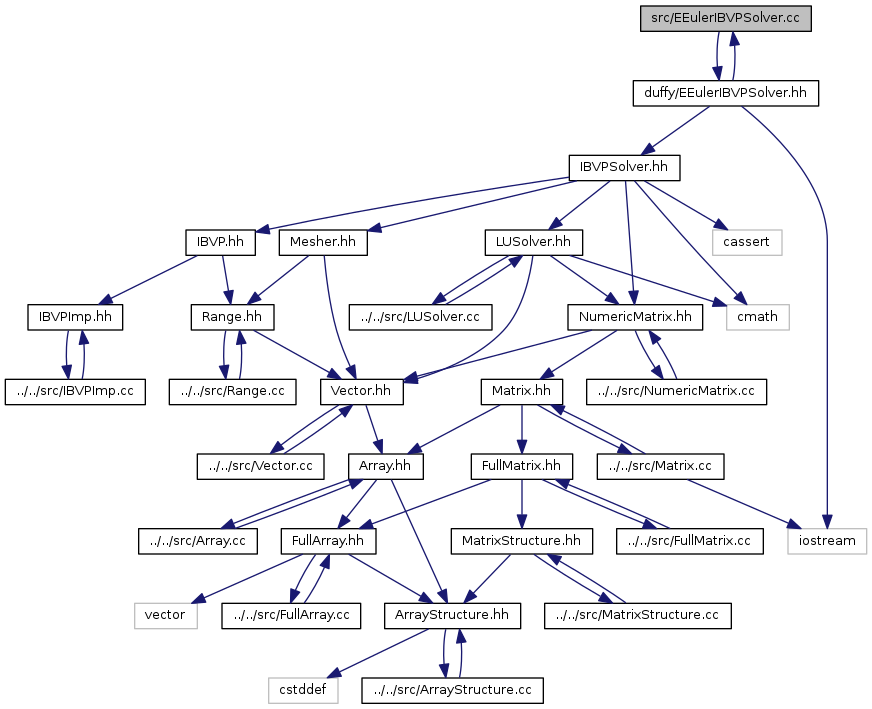 src/EEulerIBVPSolver.cc
duffy/EEulerIBVPSolver.hh
IBVPSolver.hh
IBVP.hh
Mesher.hh
LUSolver.hh
cassert
IBVPImp.hh
Range.hh
../../src/LUSolver.cc
NumericMatrix.hh
cmath
../../src/IBVPImp.cc
../../src/Range.cc
Vector.hh
Matrix.hh
../../src/NumericMatrix.cc
../../src/Vector.cc
Array.hh
FullMatrix.hh
../../src/Matrix.cc
../../src/Array.cc
FullArray.hh
MatrixStructure.hh
../../src/FullMatrix.cc
iostream
vector
../../src/FullArray.cc
ArrayStructure.hh
../../src/MatrixStructure.cc
cstddef
../../src/ArrayStructure.cc